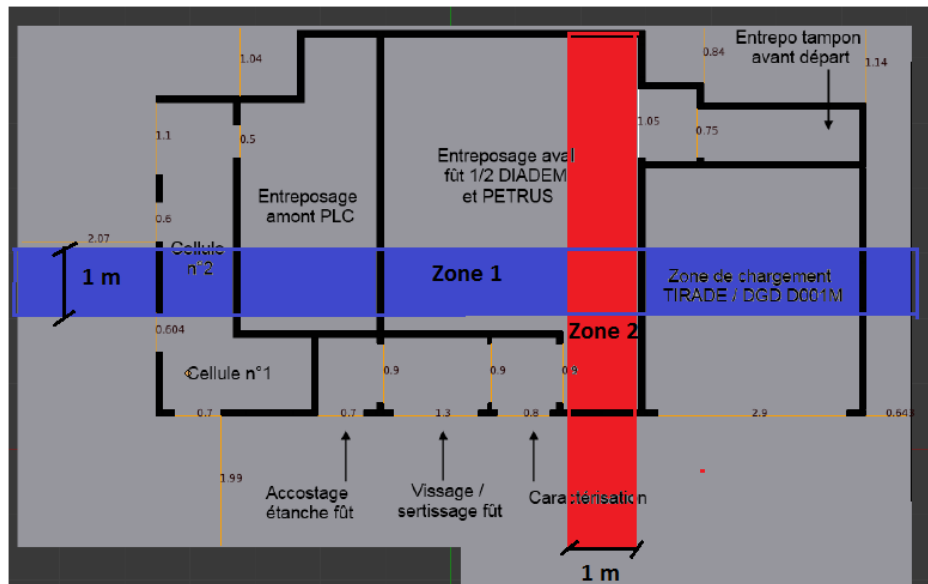 1.04
0.84
Entrepo tampon
avant départ
1.14
1.1
0.5
1.05
0.75
Entreposage aval
fût 1/2 DIADEM
et PETRUS
Entreposage
amont PLC
0.6
2.07
Cellule
n°2
1 m
Zone 1
Zone de chargement
TIRADE / DGD D001M
0.604
Zone 2
Cellule n°1
0.9
0.9
0.9
0.7
0.7
1.3
0.8
2.9
0.643
1.99
Accostage
étanche fût
Vissage /
sertissage fût
Caractérisation
1 m